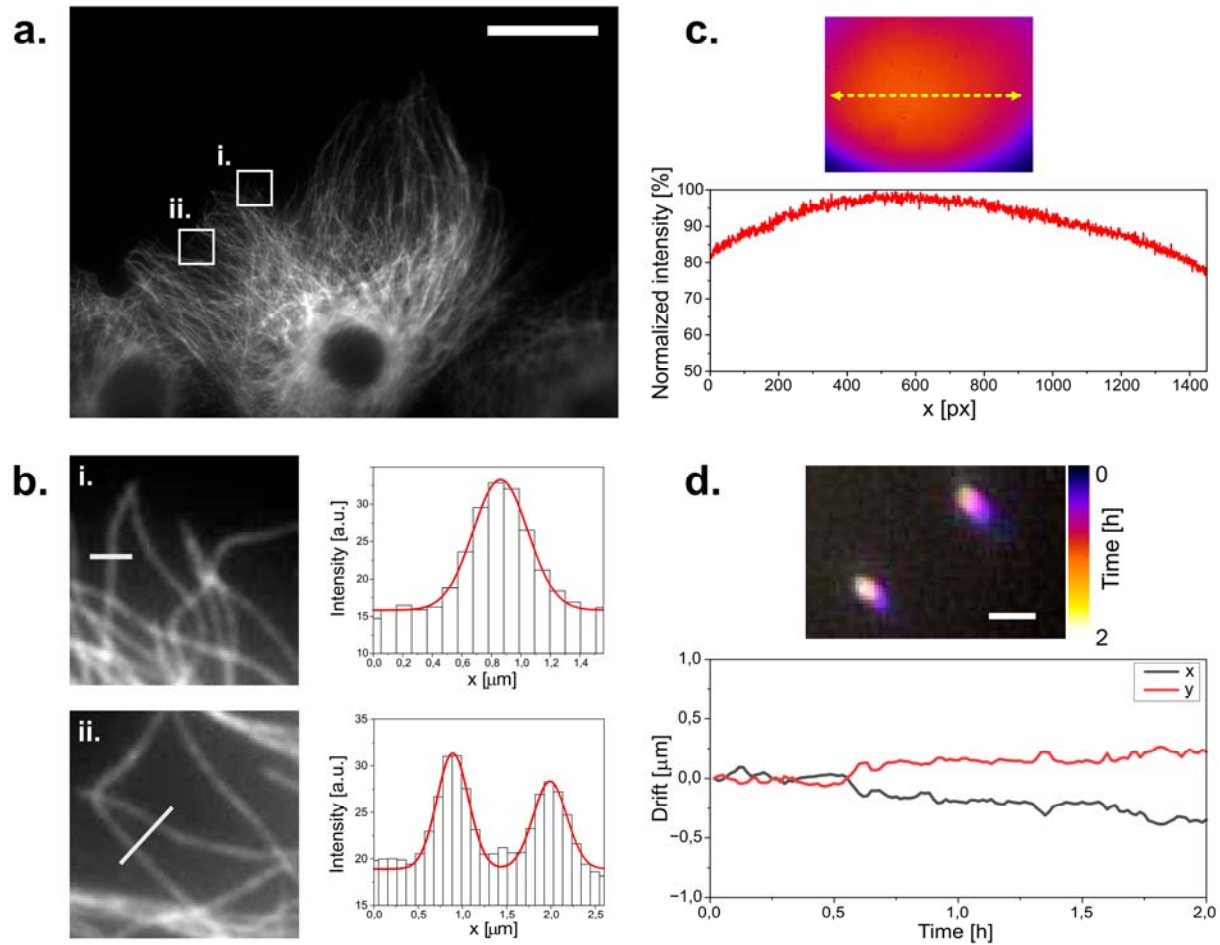 a.
i.
ii.
b.
i.
Intensity [a.u.]
35
30
25
20
15
10
0,0 0,2 0,4 0,6 0,8 1,0 1,2 1,4
x [μm]
ii.
Intensity [a.u.]
35
30
25
20
15
0,0 0,5 1,0 1,5 2,0 2,5
x [μm]
c.
Normalized intensity [%]
100
90
80
70
60
50
0 200 400 600 800 1000 1200 1400
x [px]
d.
0
Time [h]
2
Drift [μm]
1,0
0,5
0,0
−0,5
−1,0
x
y
0,0 0,5 1,0 1,5 2,0
Time [h]